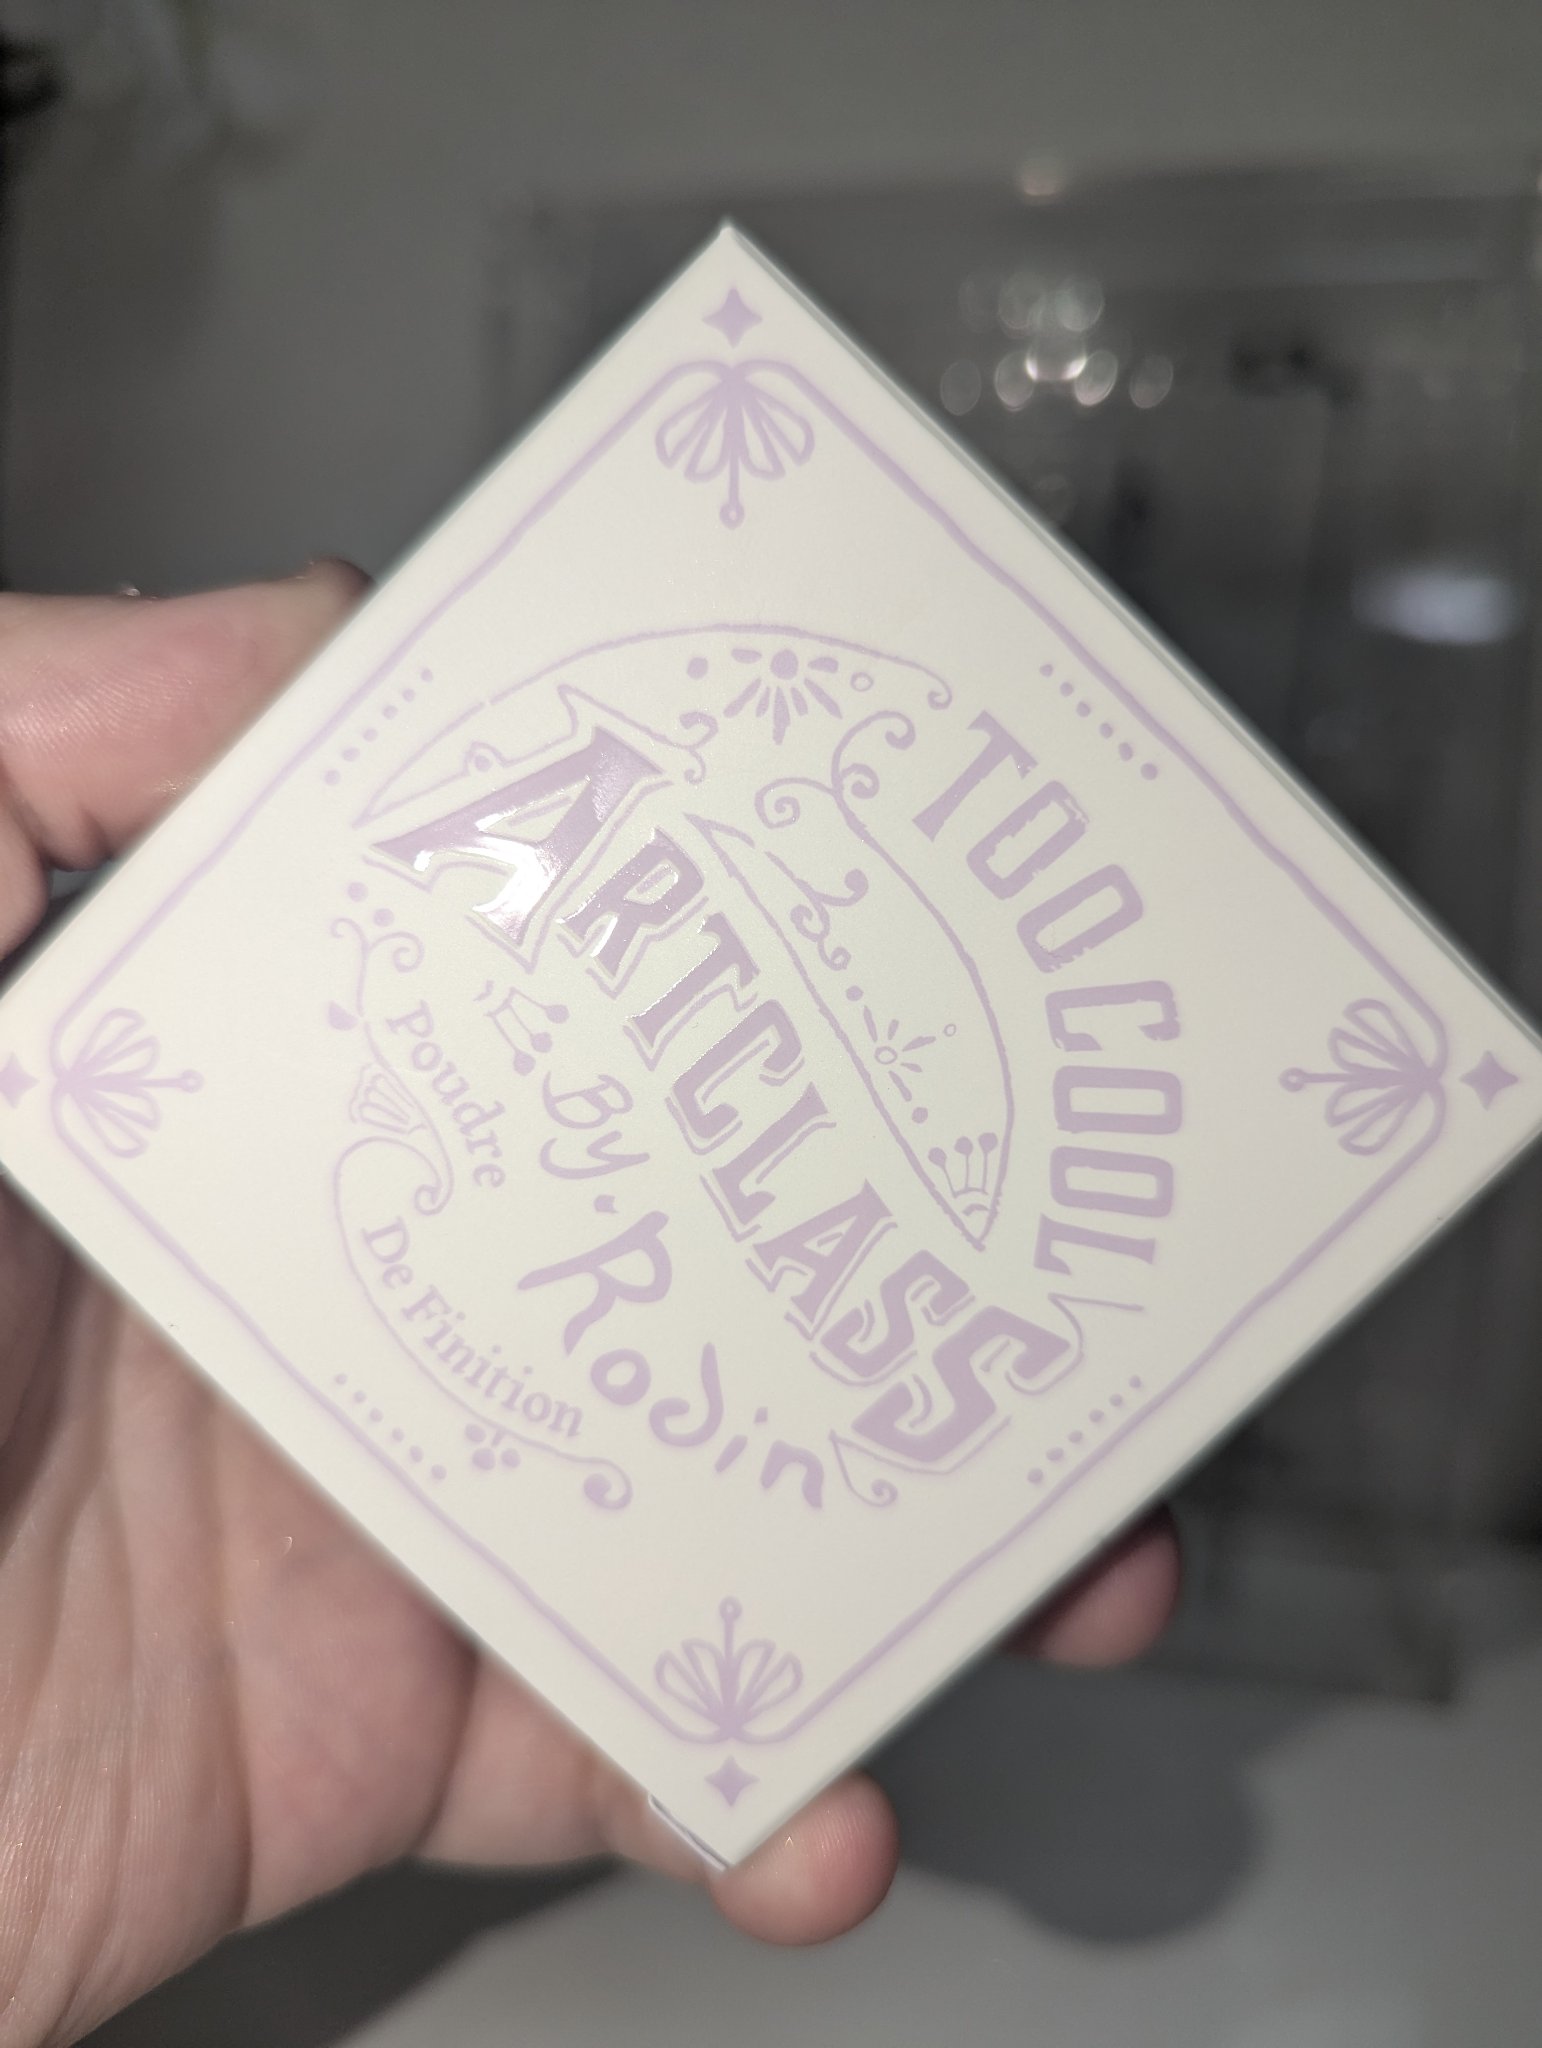 TOO COOL
ARTCLASS
By. Rodin
Poudre
De Finition